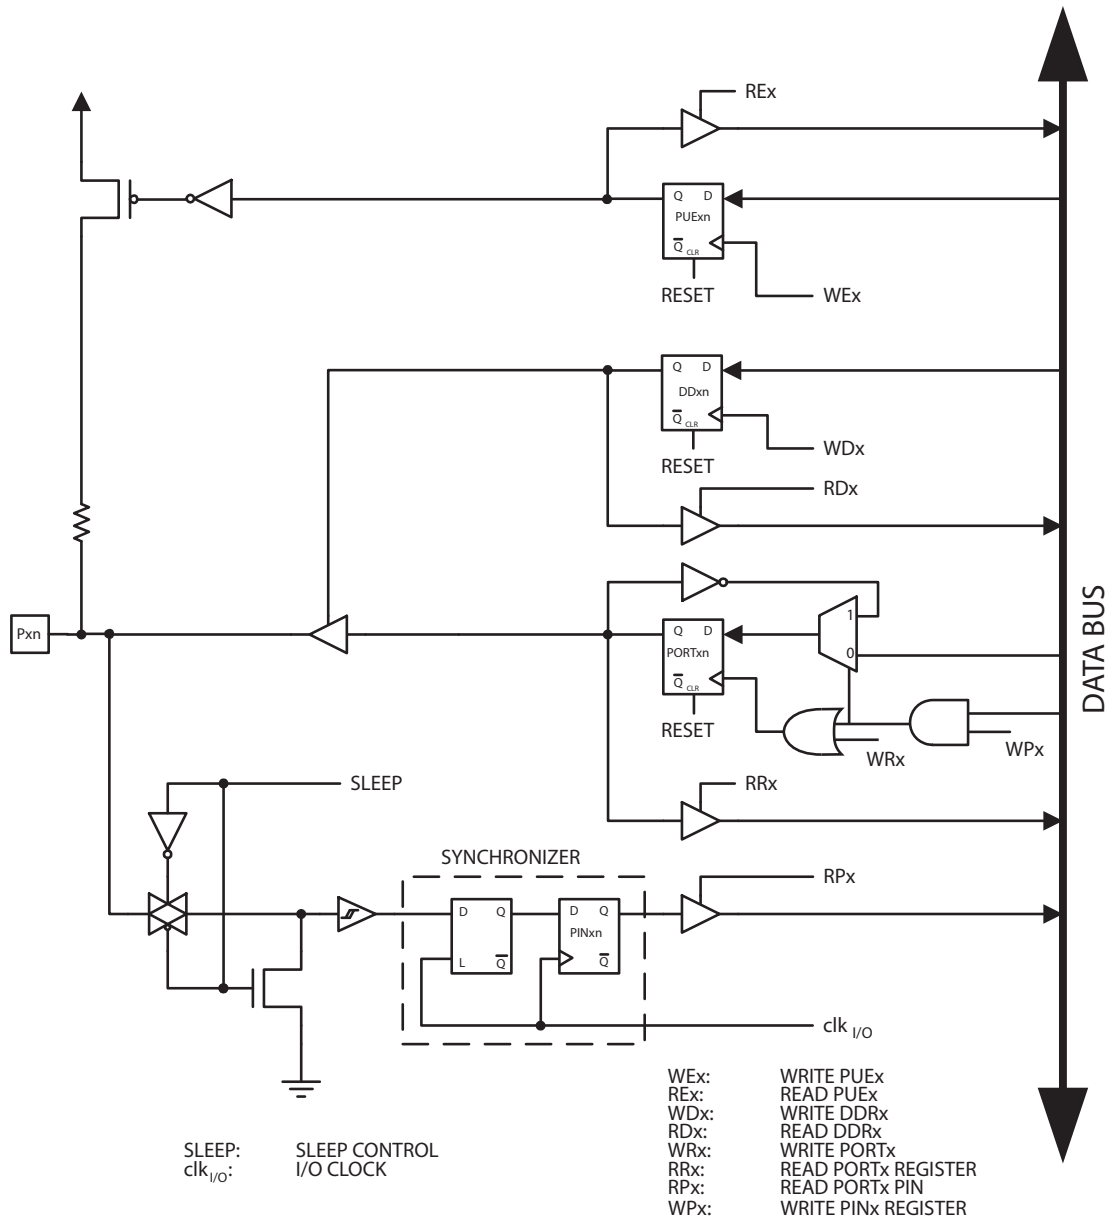 REx
Q D
PUExn
Q CLR
RESET
WEx
Q D
DDxn
Q CLR
RESET
WDx
RDx
Pxn
1
0
Q D
PORTxn
Q CLR
RESET
WRx
WPx
DATA BUS
SLEEP
RRx
SYNCHRONIZER
RPx
D Q
L Q
D Q
PINxn
Q
clk I/O
WEx: WRITE PUEx
REx: READ PUEx
WDx: WRITE DDRx
RDx: READ DDRx
WRx: WRITE PORTx
RRx: READ PORTx REGISTER
RPx: READ PORTx PIN
WPx: WRITE PINx REGISTER
SLEEP: SLEEP CONTROL
clk I/O: I/O CLOCK